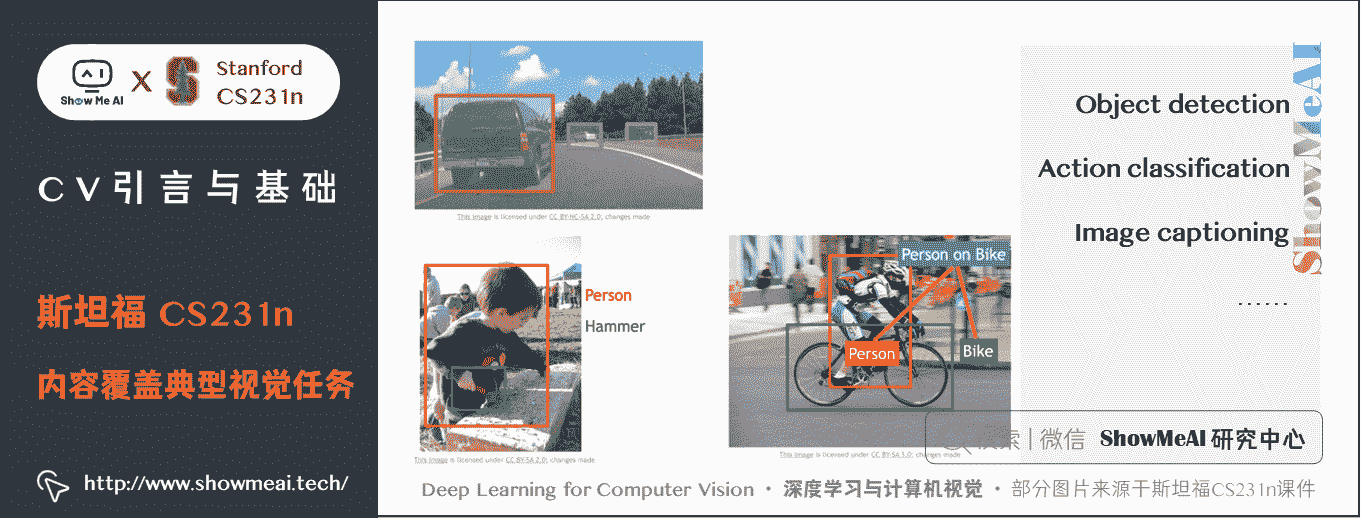 Show Me AI
X
Stanford
CS231n
CV引言与基础
斯坦福 CS231n
内容覆盖典型视觉任务
http://www.showmeai.tech/
This image is licensed under CC BY-NC-SA 2.0; changes made
Person
Hammer
This image is licensed under CC BY-SA 2.0; changes made
Person on Bike
Person
Bike
This image is licensed under CC BY-SA 3.0; changes made
Object detection
Action classification
Image captioning
......
ShowMeAI
搜索 | 微信 ShowMeAI 研究中心
Deep Learning for Computer Vision · 深度学习与计算机视觉 · 部分图片来源于斯坦福CS231n课件